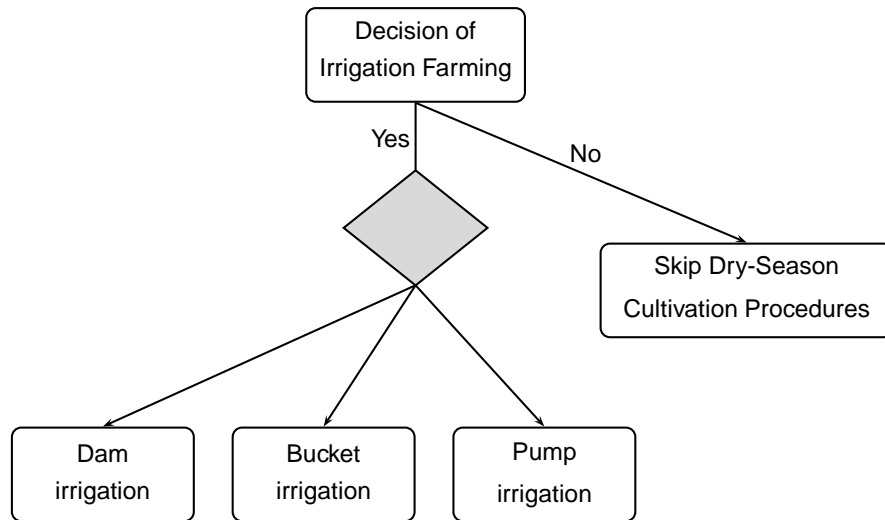 Decision of
Irrigation Farming
Yes
No
Skip Dry-Season
Cultivation Procedures
Dam
irrigation
Bucket
irrigation
Pump
irrigation